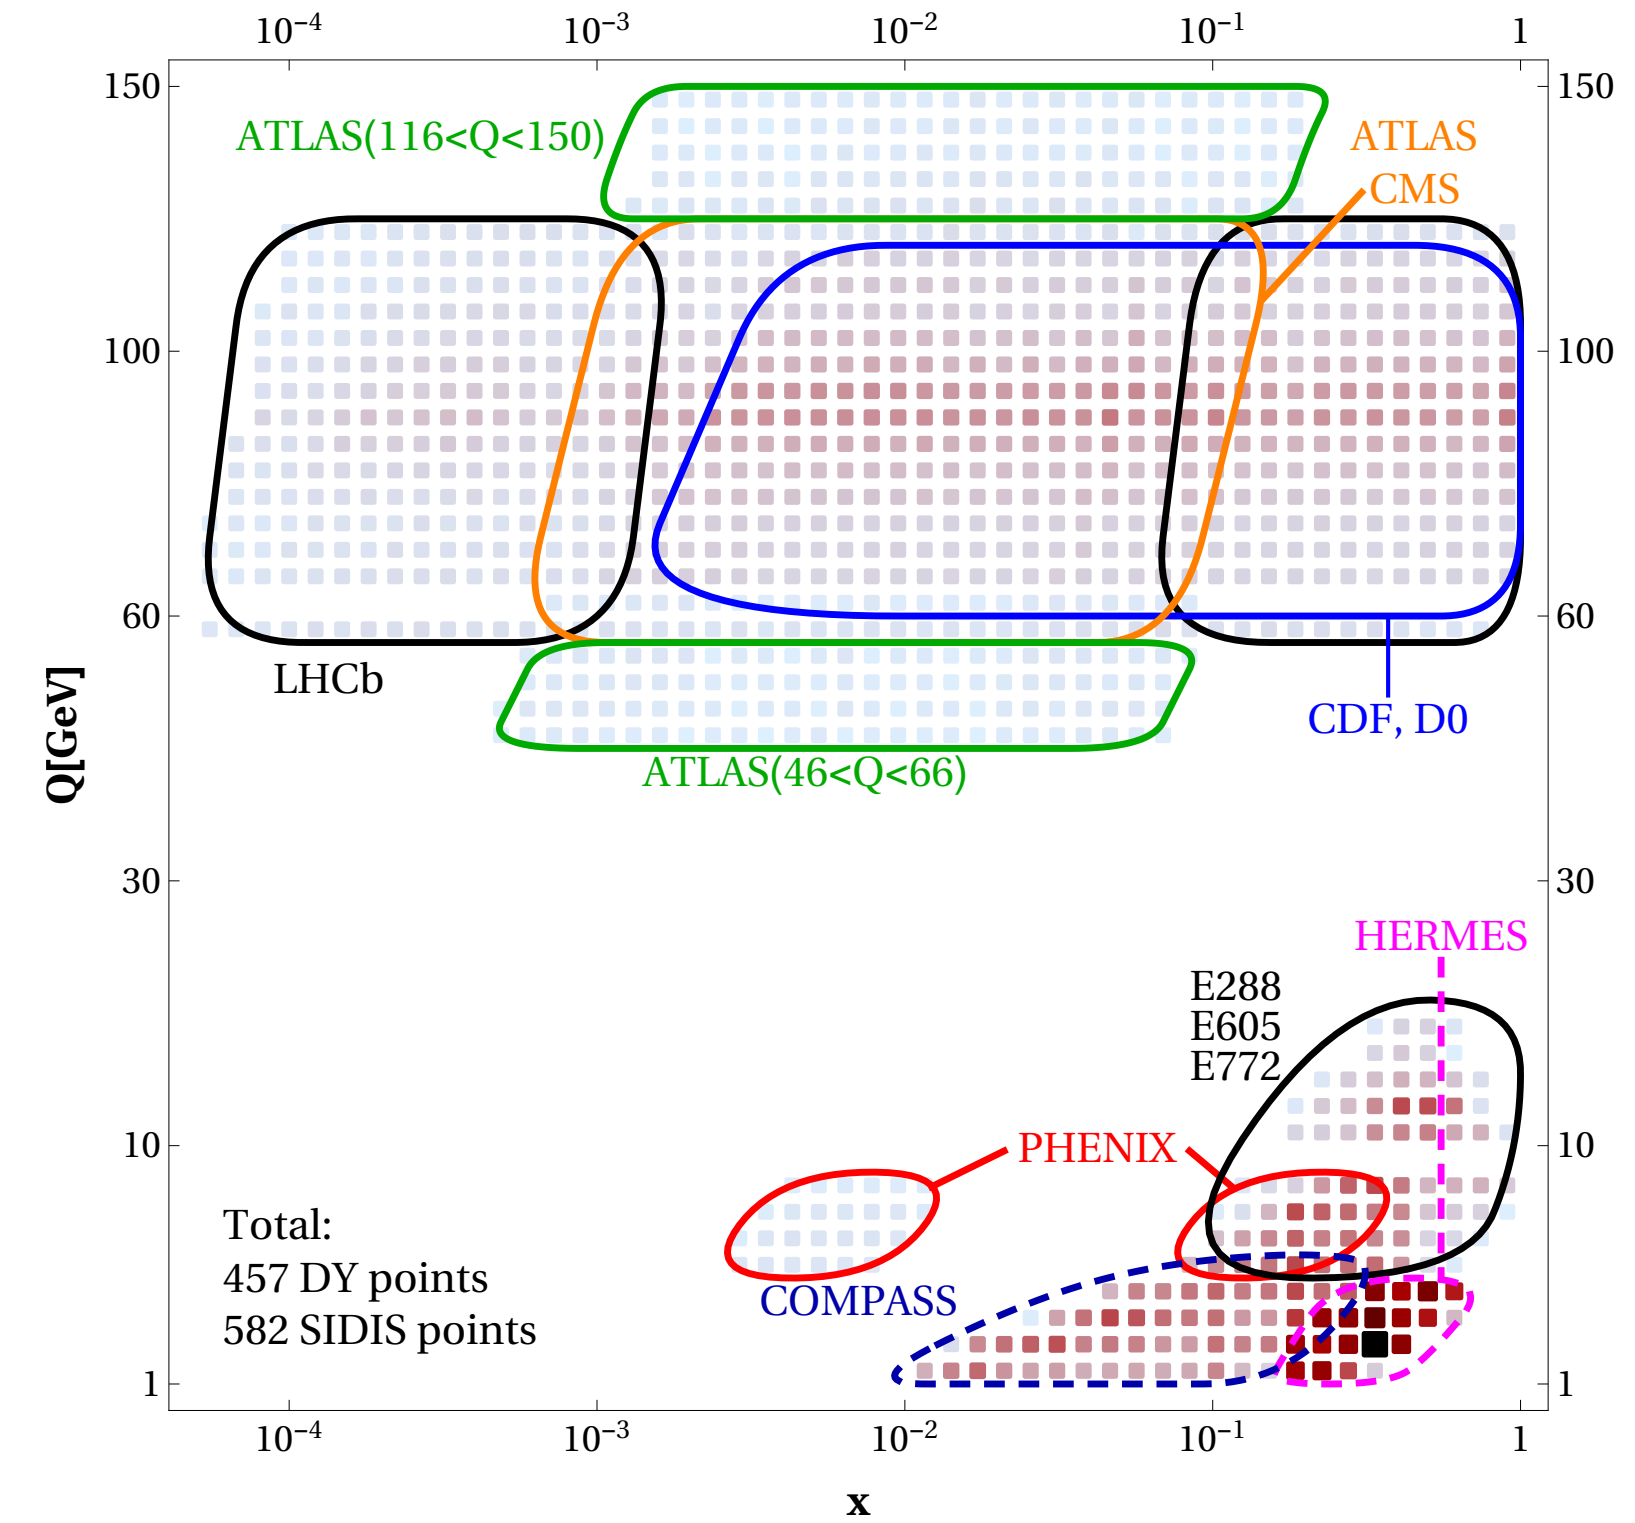 10⁻⁴ 10⁻³ 10⁻² 10⁻¹ 1
150 150
ATLAS(116<Q<150) ATLAS
CMS
100 100
60 60
LHCb
CDF, D0
Q[GeV]
ATLAS(46<Q<66)
30 30
HERMES
E288
E605
E772
10 PHENIX 10
Total:
457 DY points
582 SIDIS points
COMPASS
1 1
10⁻⁴ 10⁻³ 10⁻² 10⁻¹ 1
x